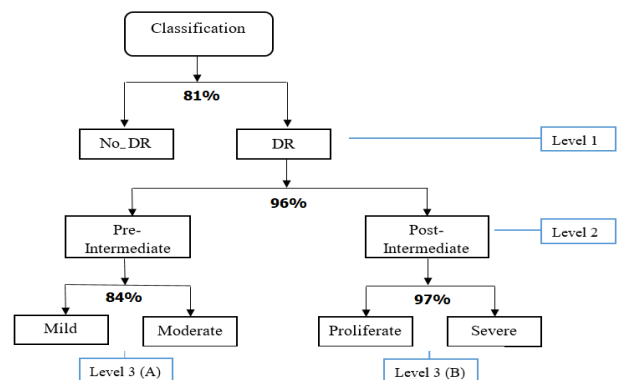 Classification
81%
No_DR
DR
Level 1
96%
Pre-
Intermediate
Post-
Intermediate
Level 2
84%
97%
Mild
Moderate
Proliferate
Severe
Level 3 (A)
Level 3 (B)